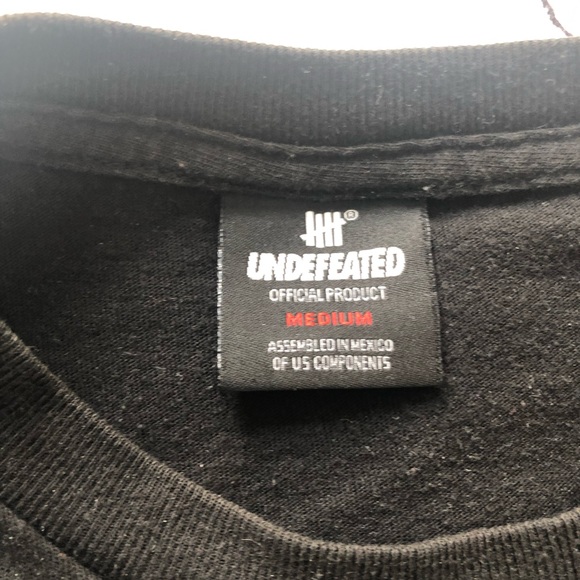 ®
UNDEFEATED
OFFICIAL PRODUCT
MEDIUM
ASSEMBLED IN MEXICO
OF US COMPONENTS